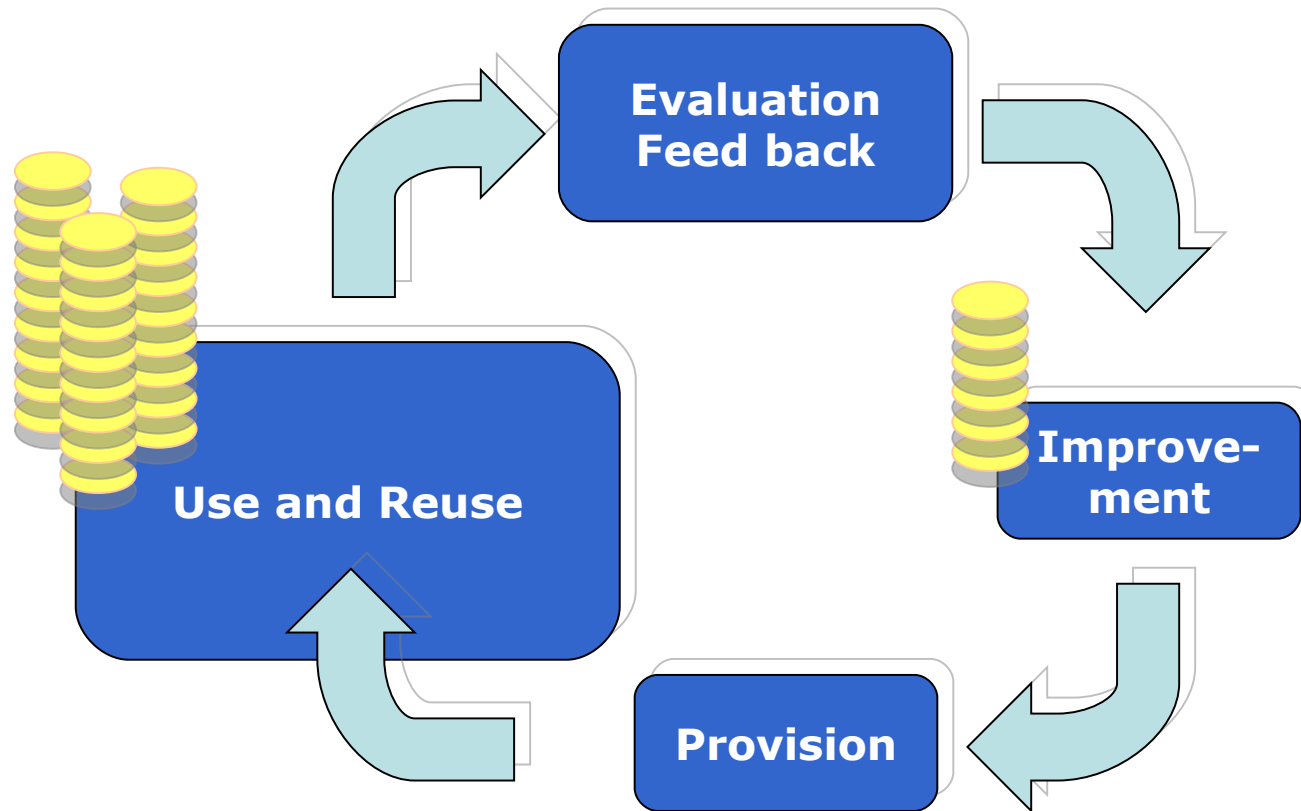 Evaluation
Feed back
Improve-
ment
Use and Reuse
Provision